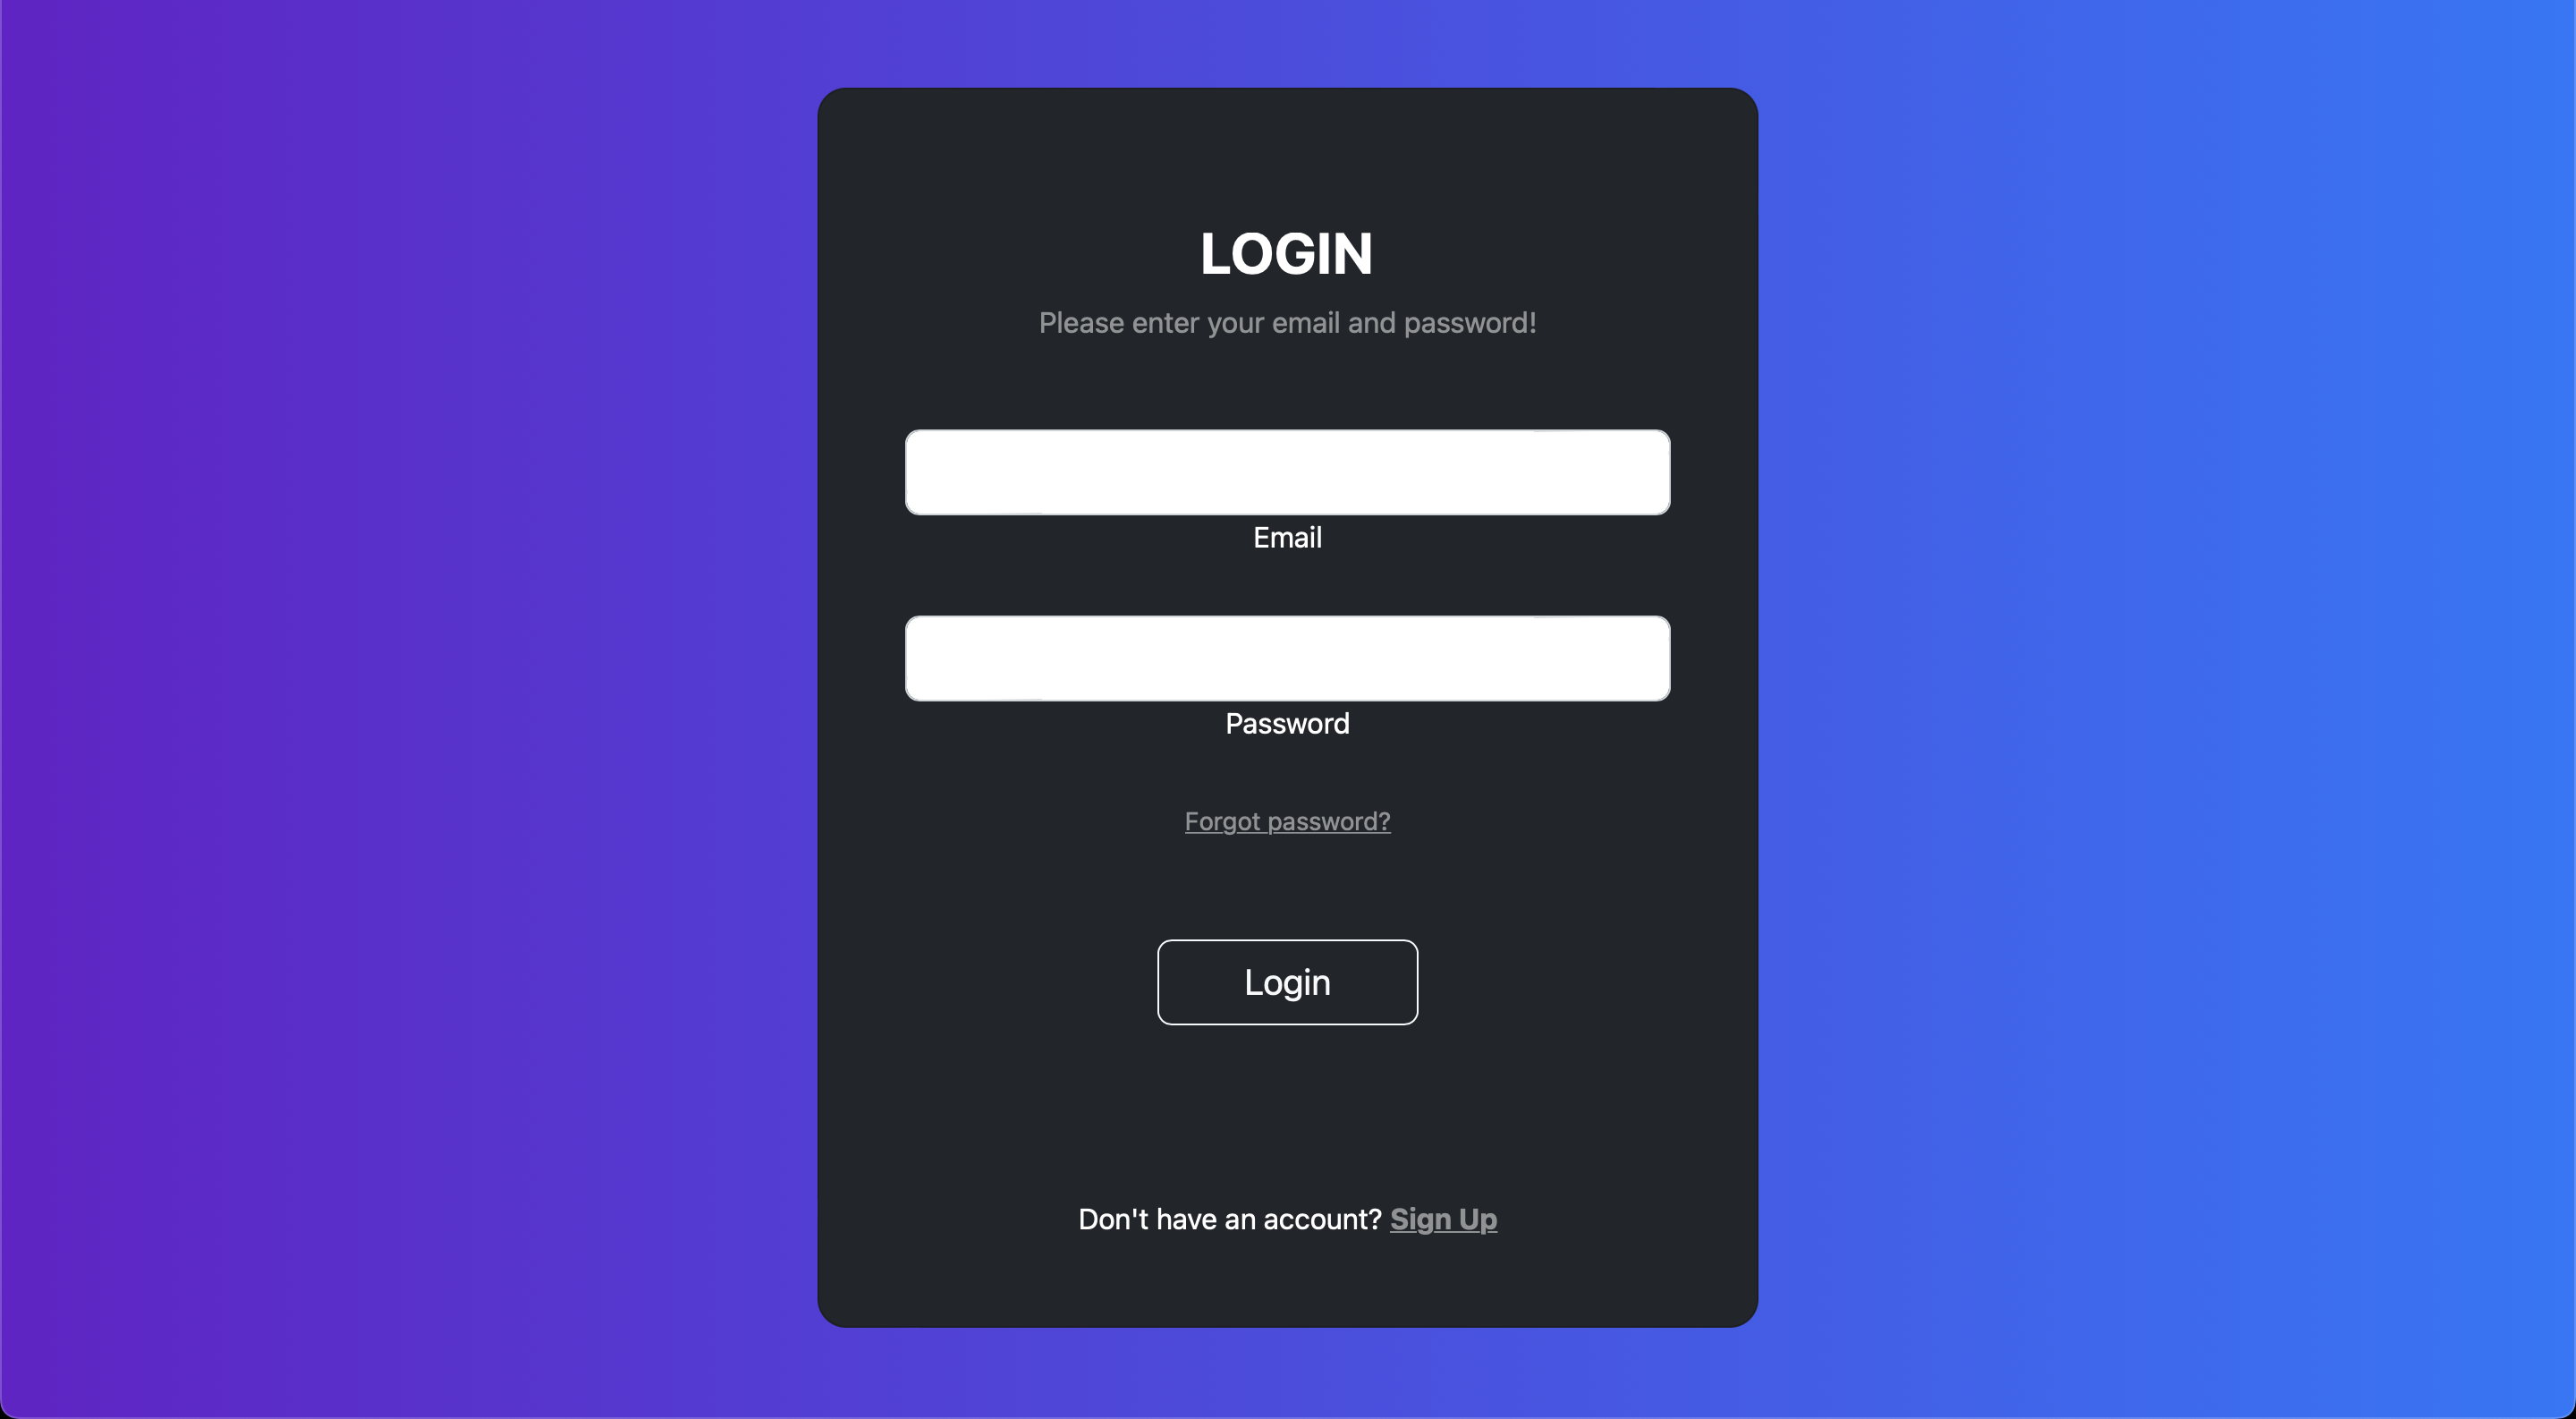 LOGIN
Please enter your email and password!
Email
Password
Forgot password?
Login
Don't have an account? Sign Up